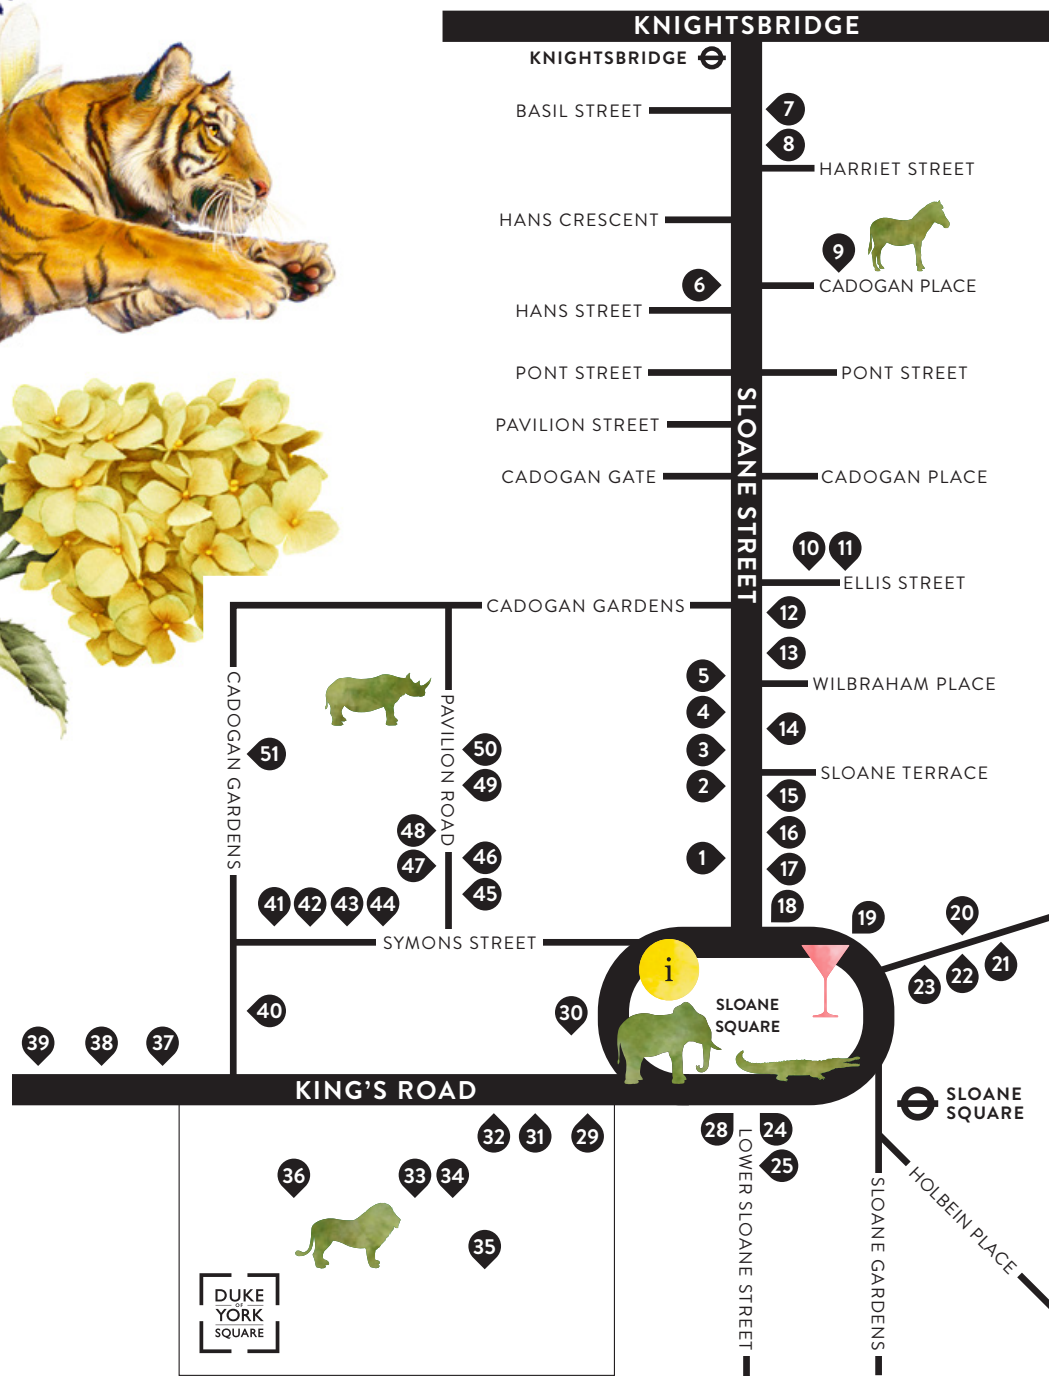 KNIGHTSBRIDGE
KNIGHTSBRIDGE
BASIL STREET
7
8
HARRIET STREET
HANS CRESCENT
9
6
CADOGAN PLACE
HANS STREET
PONT STREET
PONT STREET
SLOANE STREET
PAVILION STREET
CADOGAN GATE
CADOGAN PLACE
10
11
ELLIS STREET
CADOGAN GARDENS
12
13
5
WILBRAHAM PLACE
4
14
3
SLOANE TERRACE
2
15
16
1
17
18
CADOGAN GARDENS
51
PAVILION ROAD
50
49
48
47
46
45
41
42
43
44
SYMONS STREET
19
20
21
22
23
i
SLOANE
SQUARE
30
40
39
38
37
KING'S ROAD
SLOANE
SQUARE
32
31
29
28
24
25
LOWER SLOANE STREET
SLOANE GARDENS
HOLBEIN PLACE
36
33
34
35
DUKE
OF
YORK
SQUARE